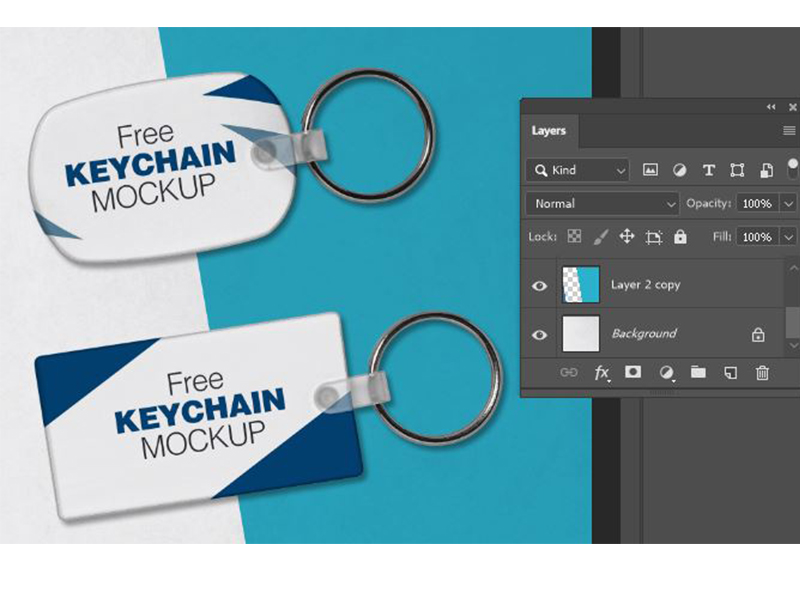 Free
KEYCHAIN
MOCKUP
Free
KEYCHAIN
MOCKUP
Layers
Kind
Normal
Opacity: 100%
Lock:
Fill: 100%
Layer 2 copy
Background
fx